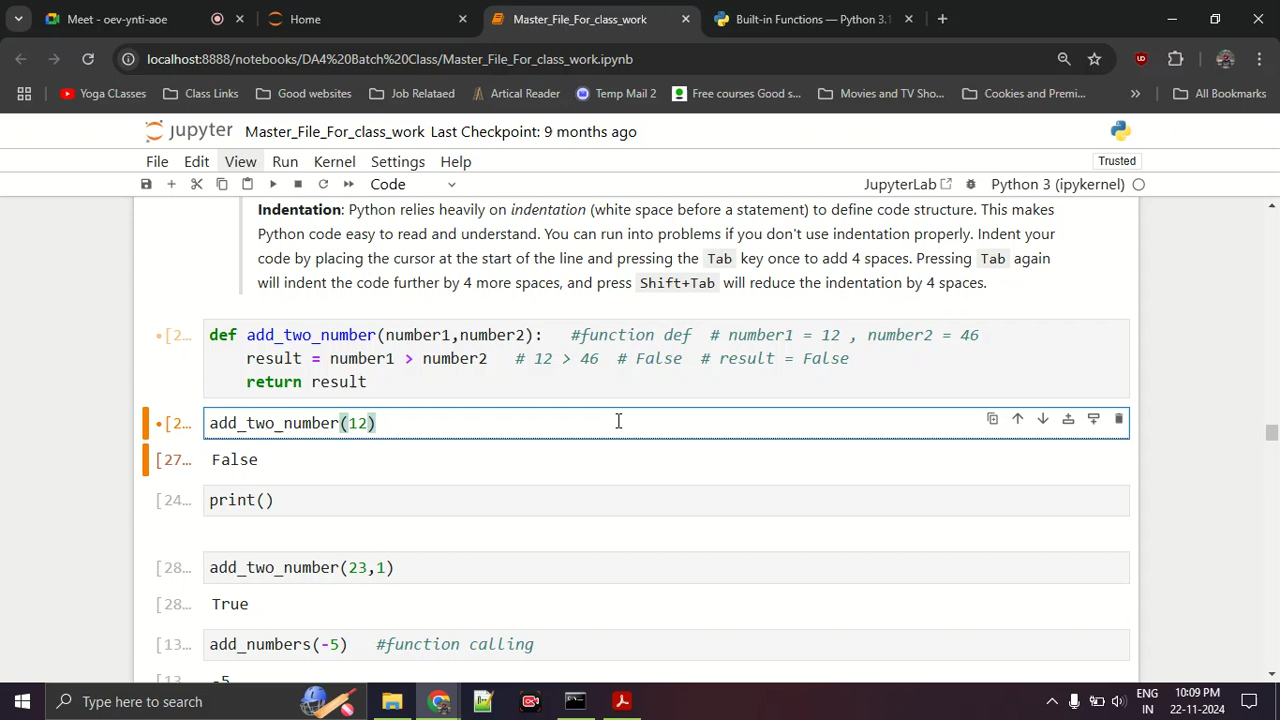 Meet - oev-ynti-aoe
Home
Master_File_For_class_work
Built-in Functions — Python 3.1
localhost:8888/notebooks/DA4%20Batch%20Class/Master_File_For_class_work.ipynb
Yoga CLasses
Class Links
Good websites
Job Relataed
Artical Reader
Temp Mail 2
Free courses Good s...
Movies and TV Sho...
Cookies and Premi...
All Bookmarks
jupyter
Master_File_For_class_work Last Checkpoint: 9 months ago
File Edit View Run Kernel Settings Help
Trusted
Code
JupyterLab
Python 3 (ipykernel)
Indentation: Python relies heavily on indentation (white space before a statement) to define code structure. This makes
Python code easy to read and understand. You can run into problems if you don't use indentation properly. Indent your
code by placing the cursor at the start of the line and pressing the Tab key once to add 4 spaces. Pressing Tab again
will indent the code further by 4 more spaces, and press Shift+Tab will reduce the indentation by 4 spaces.
[2... def add_two_number(number1,number2): #function def # number1 = 12 , number2 = 46
result = number1 > number2 # 12 > 46 # False # result = False
return result
[2... add_two_number(12)
[27... False
[24... print()
[28... add_two_number(23,1)
[28... True
[13... add_numbers(-5) #function calling
[13 -5
Type here to search
ENG
IN
10:09 PM
22-11-2024